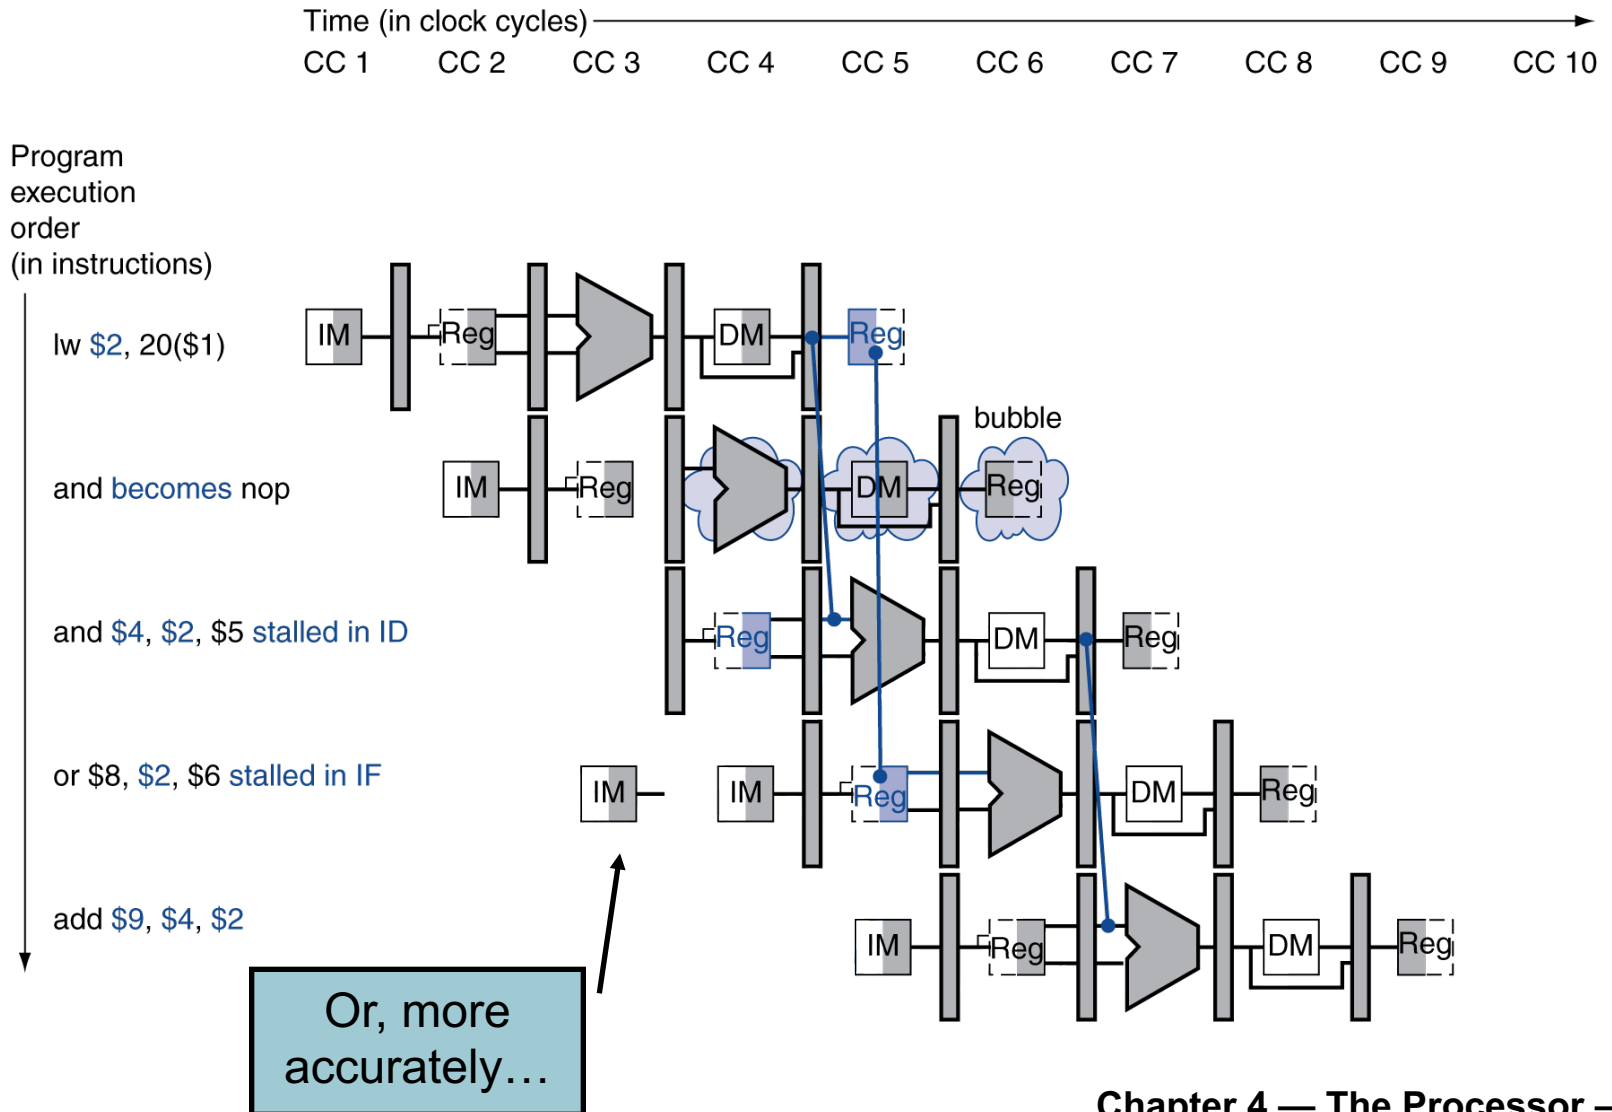 Time (in clock cycles)
CC 1 CC 2 CC 3 CC 4 CC 5 CC 6 CC 7 CC 8 CC 9 CC 10
Program
execution
order
(in instructions)
lw $2, 20($1)
IM Reg DM Reg
bubble
and becomes nop
IM Reg DM Reg
and $4, $2, $5 stalled in ID
Reg DM Reg
or $8, $2, $6 stalled in IF
IM IM Reg DM Reg
add $9, $4, $2
IM Reg DM Reg
Or, more
accurately…
Chapter 4 — The Processor –